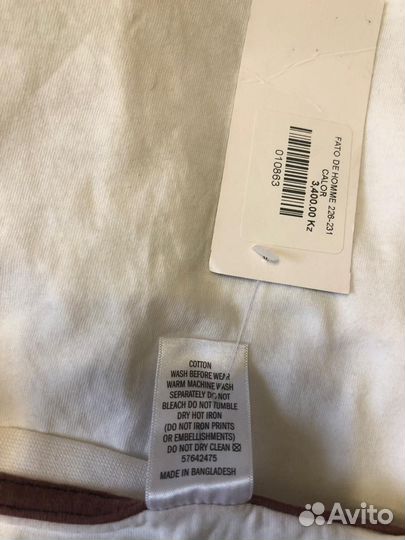 FATO DE HOMME 226-231
CALOR
3,400.00 Kz
010863
COTTON
WASH BEFORE WEAR
WARM MACHINE WASH
SEPARATELY DO NOT
BLEACH DO NOT TUMBLE
DRY HOT IRON
(DO NOT IRON PRINTS
OR EMBELLISHMENTS)
DO NOT DRY CLEAN
57642475
MADE IN BANGLADESH
Avito